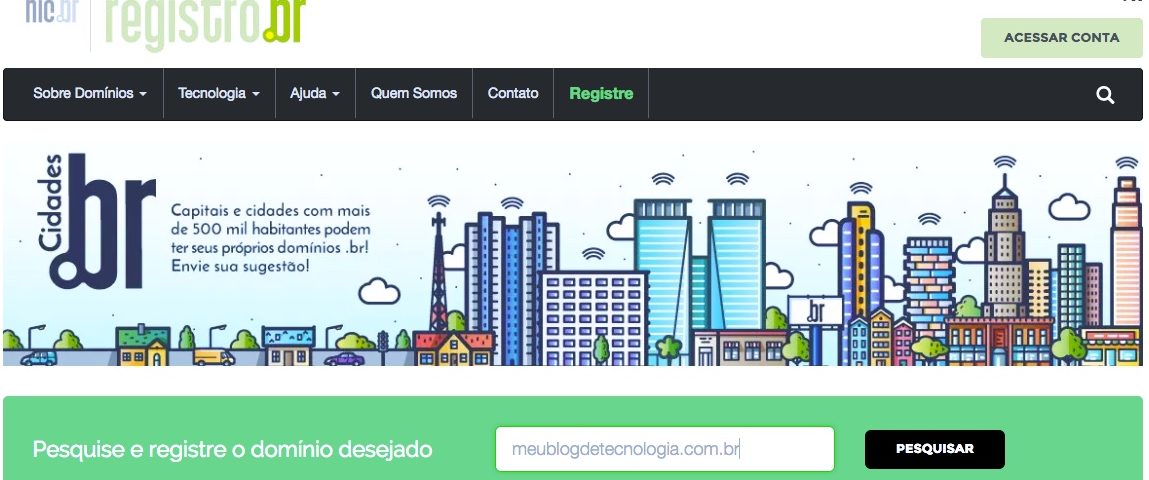 nic.br
registro.br
ACESSAR CONTA
Sobre Domínios Tecnologia Ajuda Quem Somos Contato Registre
Cidades
.br
Capitais e cidades com mais
de 500 mil habitantes podem
ter seus próprios domínios .br!
Envie sua sugestão!
.br
Pesquise e registre o domínio desejado meublogdetecnologia.com.br PESQUISAR